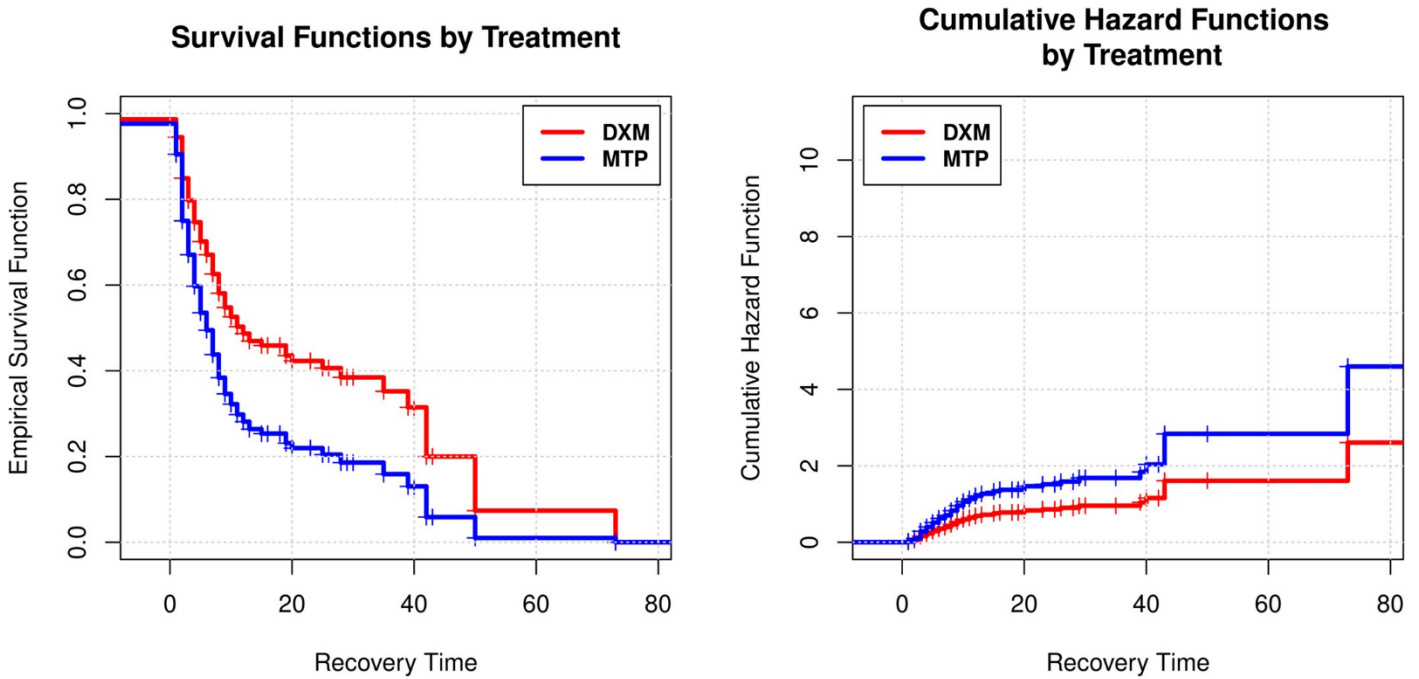 Survival Functions by Treatment
Empirical Survival Function
1.0
0.8
0.6
0.4
0.2
0.0
DXM
MTP
0 20 40 60 80
Recovery Time
Cumulative Hazard Functions
by Treatment
Cumulative Hazard Function
10
8
6
4
2
0
DXM
MTP
0 20 40 60 80
Recovery Time